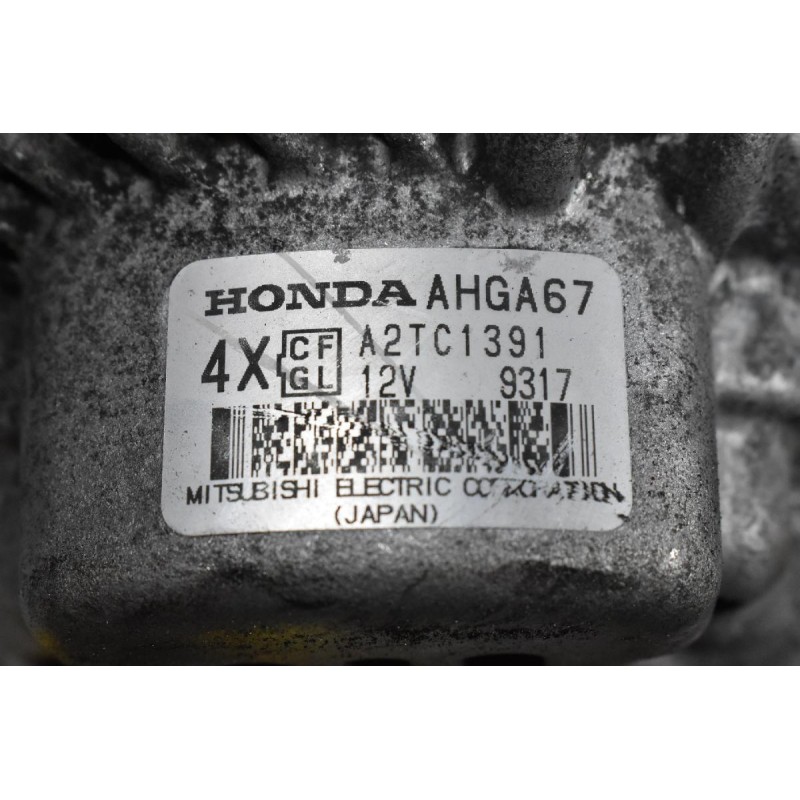 HONDA AHGA67
4X CF A2TC1391
GL 12V 9317
MITSUBISHI ELECTRIC CORPORATION
(JAPAN)